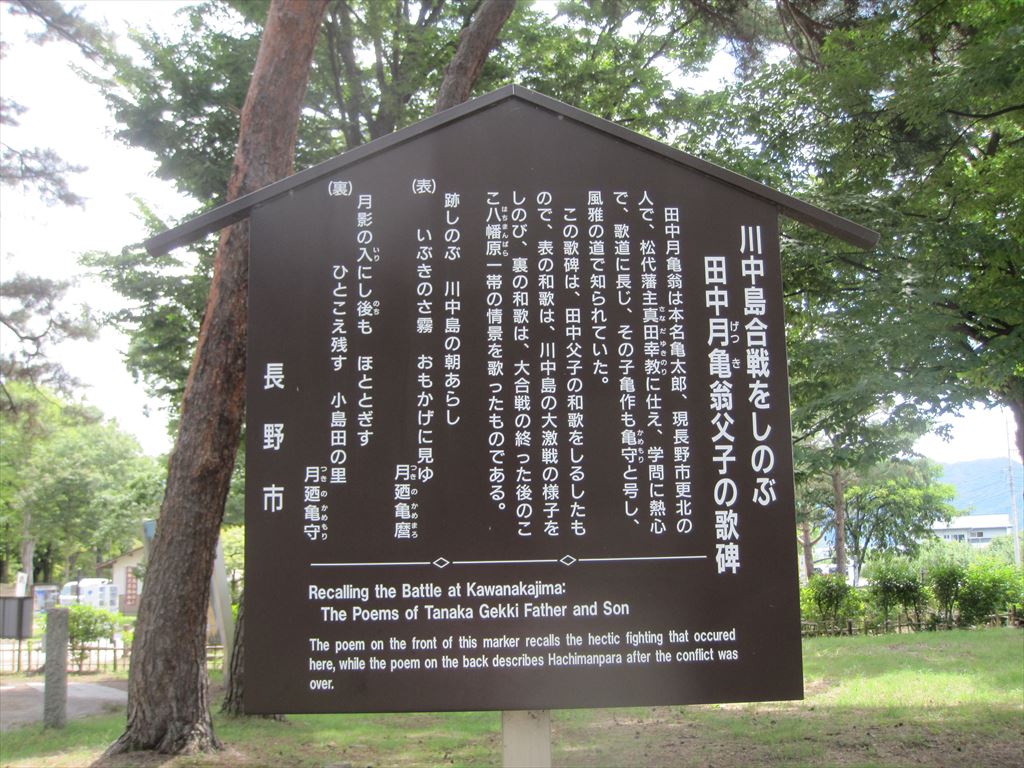 川中島合戦をしのぶ
田中月亀翁父子の歌碑
田中月亀翁は本名亀太郎、現長野市更北の
人で、松代藩主真田幸教に仕え、学問に熱心
で、歌道に長じ、その子亀作も亀守と号し、
風雅の道で知られていた。
この歌碑は、田中父子の和歌をしるしたも
ので、表の和歌は、川中島の大激戦の様子を
しのび、裏の和歌は、大合戦の終った後のこ
こ八幡原一帯の情景を歌ったものである。
跡しのぶ 川中島の朝あらし
(表)
いぶきのさ霧 おもかげに見ゆ
月廼亀麿
月影の入にし後も ほととぎす
(裏)
ひとこえ残す 小島田の里
月廼亀守
長野市
Recalling the Battle at Kawanakajima:
The Poems of Tanaka Gekki Father and Son
The poem on the front of this marker recalls the hectic fighting that occured
here, while the poem on the back describes Hachimanpara after the conflict was
over.